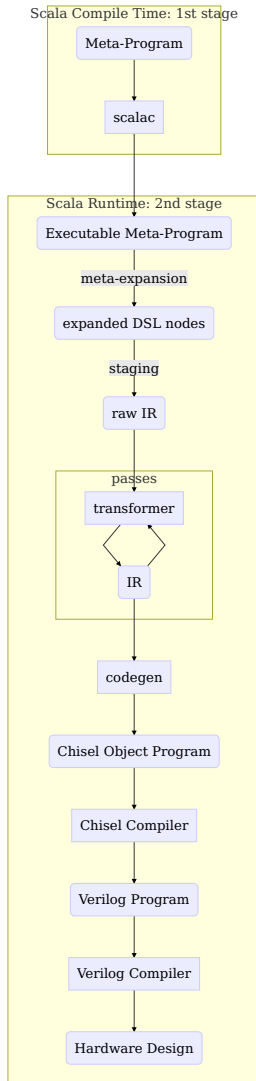 Scala Compile Time: 1st stage
Meta-Program
scalac
Scala Runtime: 2nd stage
Executable Meta-Program
meta-expansion
expanded DSL nodes
staging
raw IR
passes
transformer
IR
codegen
Chisel Object Program
Chisel Compiler
Verilog Program
Verilog Compiler
Hardware Design